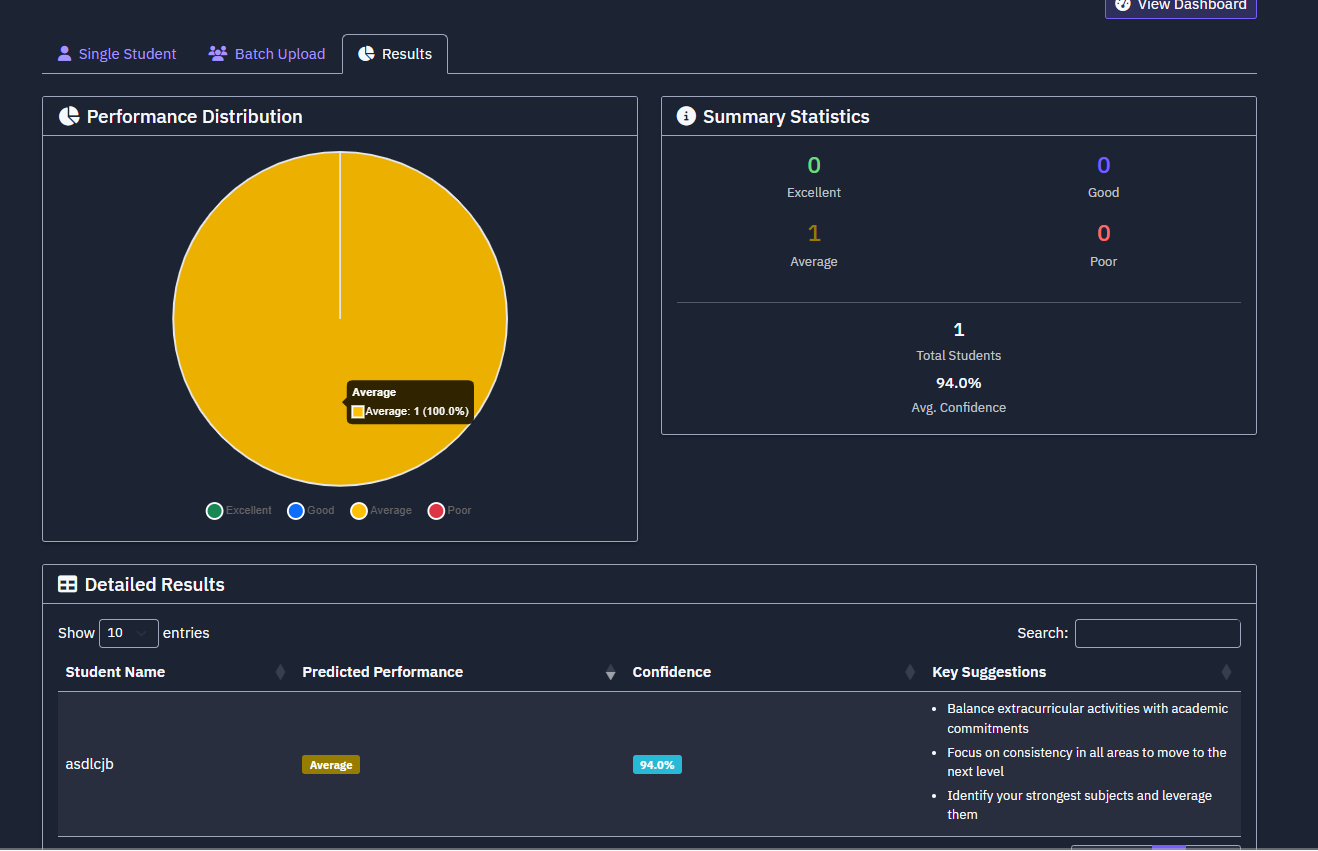 View Dashboard
Single Student
Batch Upload
Results
Performance Distribution
Average
Average: 1 (100.0%)
Excellent
Good
Average
Poor
Summary Statistics
0
0
Excellent
Good
1
0
Average
Poor
1
Total Students
94.0%
Avg. Confidence
Detailed Results
Show 10 entries
Search:
Student Name
Predicted Performance
Confidence
Key Suggestions
asdlcjb
Average
94.0%
• Balance extracurricular activities with academic
commitments
• Focus on consistency in all areas to move to the
next level
• Identify your strongest subjects and leverage
them